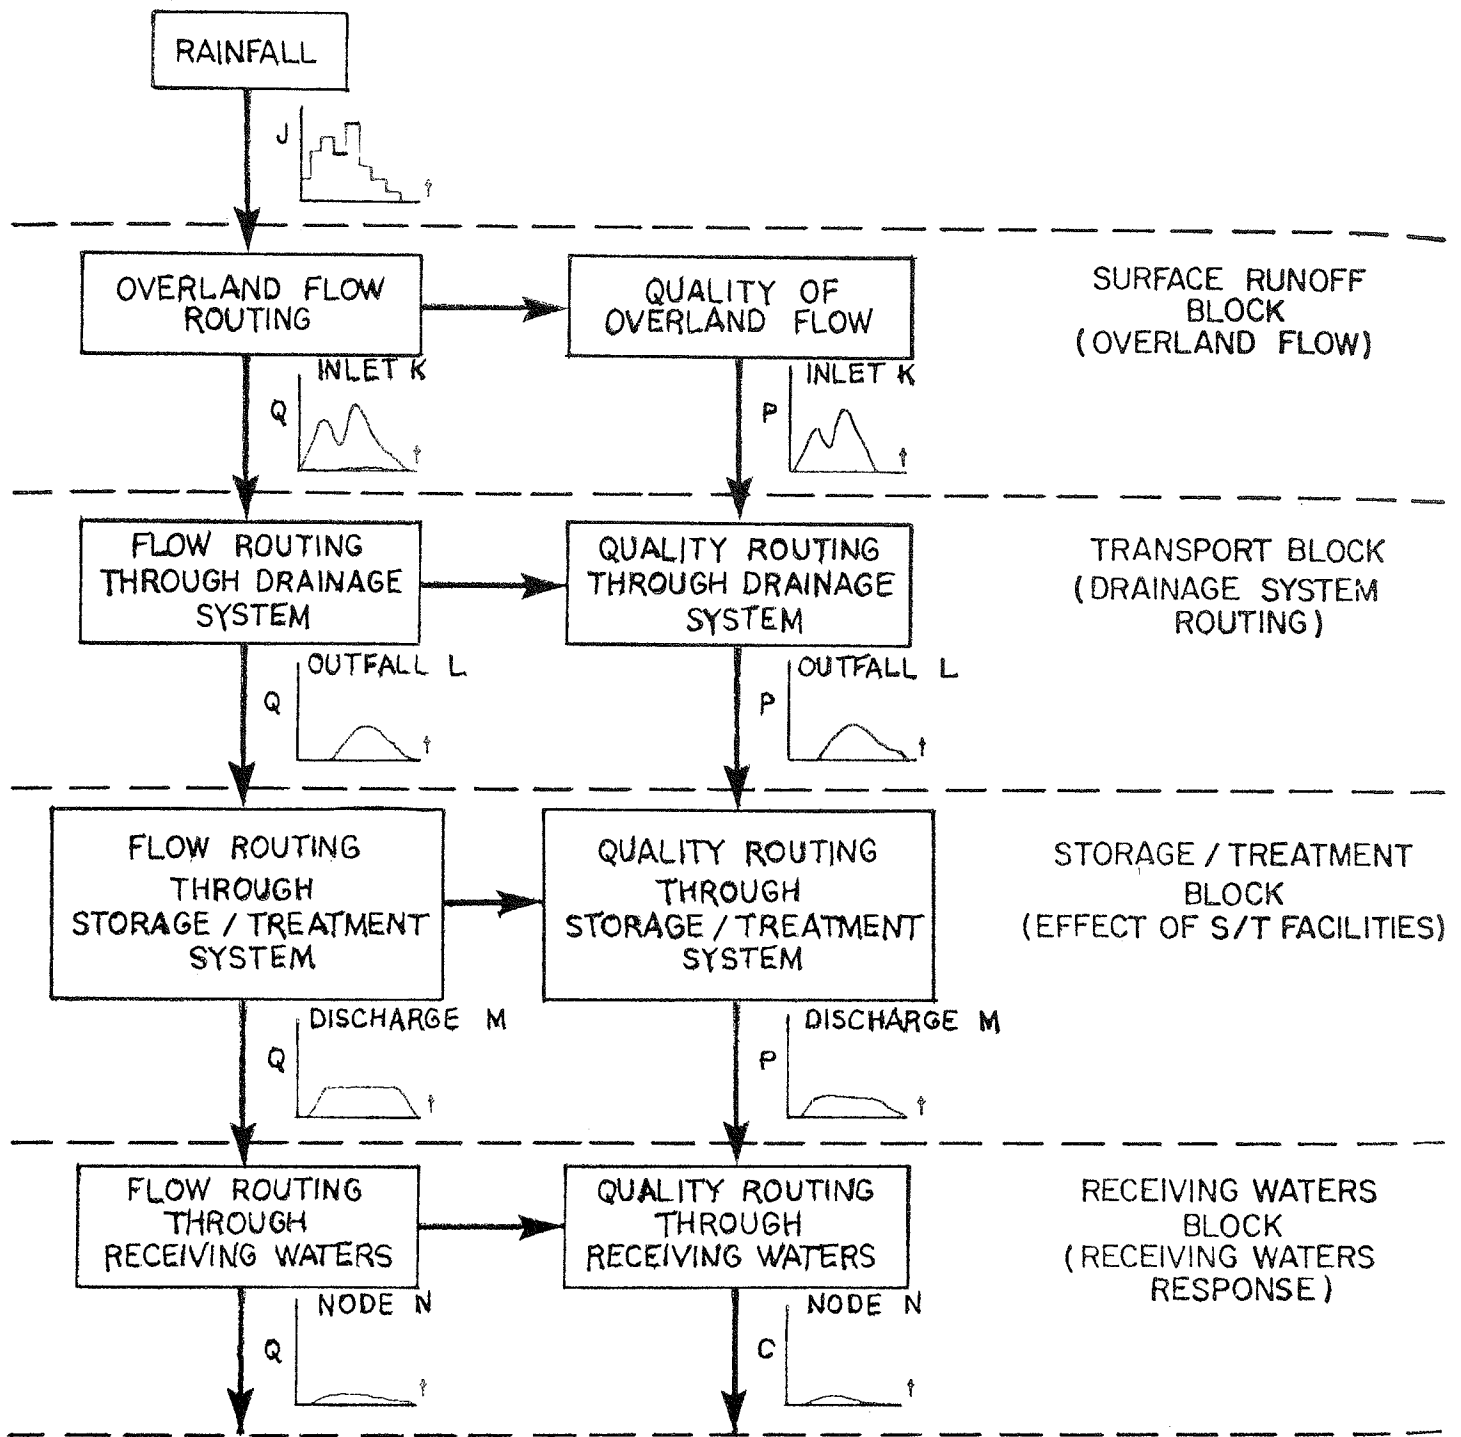 RAINFALL
J
t
OVERLAND FLOW
ROUTING
QUALITY OF
OVERLAND FLOW
SURFACE RUNOFF
BLOCK
(OVERLAND FLOW)
INLET K
Q
t
INLET K
P
t
FLOW ROUTING
THROUGH DRAINAGE
SYSTEM
QUALITY ROUTING
THROUGH DRAINAGE
SYSTEM
TRANSPORT BLOCK
(DRAINAGE SYSTEM
ROUTING)
OUTFALL L
Q
t
OUTFALL L
P
t
FLOW ROUTING
THROUGH
STORAGE / TREATMENT
SYSTEM
QUALITY ROUTING
THROUGH
STORAGE / TREATMENT
SYSTEM
STORAGE / TREATMENT
BLOCK
(EFFECT OF S/T FACILITIES)
DISCHARGE M
Q
t
DISCHARGE M
P
t
FLOW ROUTING
THROUGH
RECEIVING WATERS
QUALITY ROUTING
THROUGH
RECEIVING WATERS
RECEIVING WATERS
BLOCK
(RECEIVING WATERS
RESPONSE)
NODE N
Q
t
NODE N
C
t